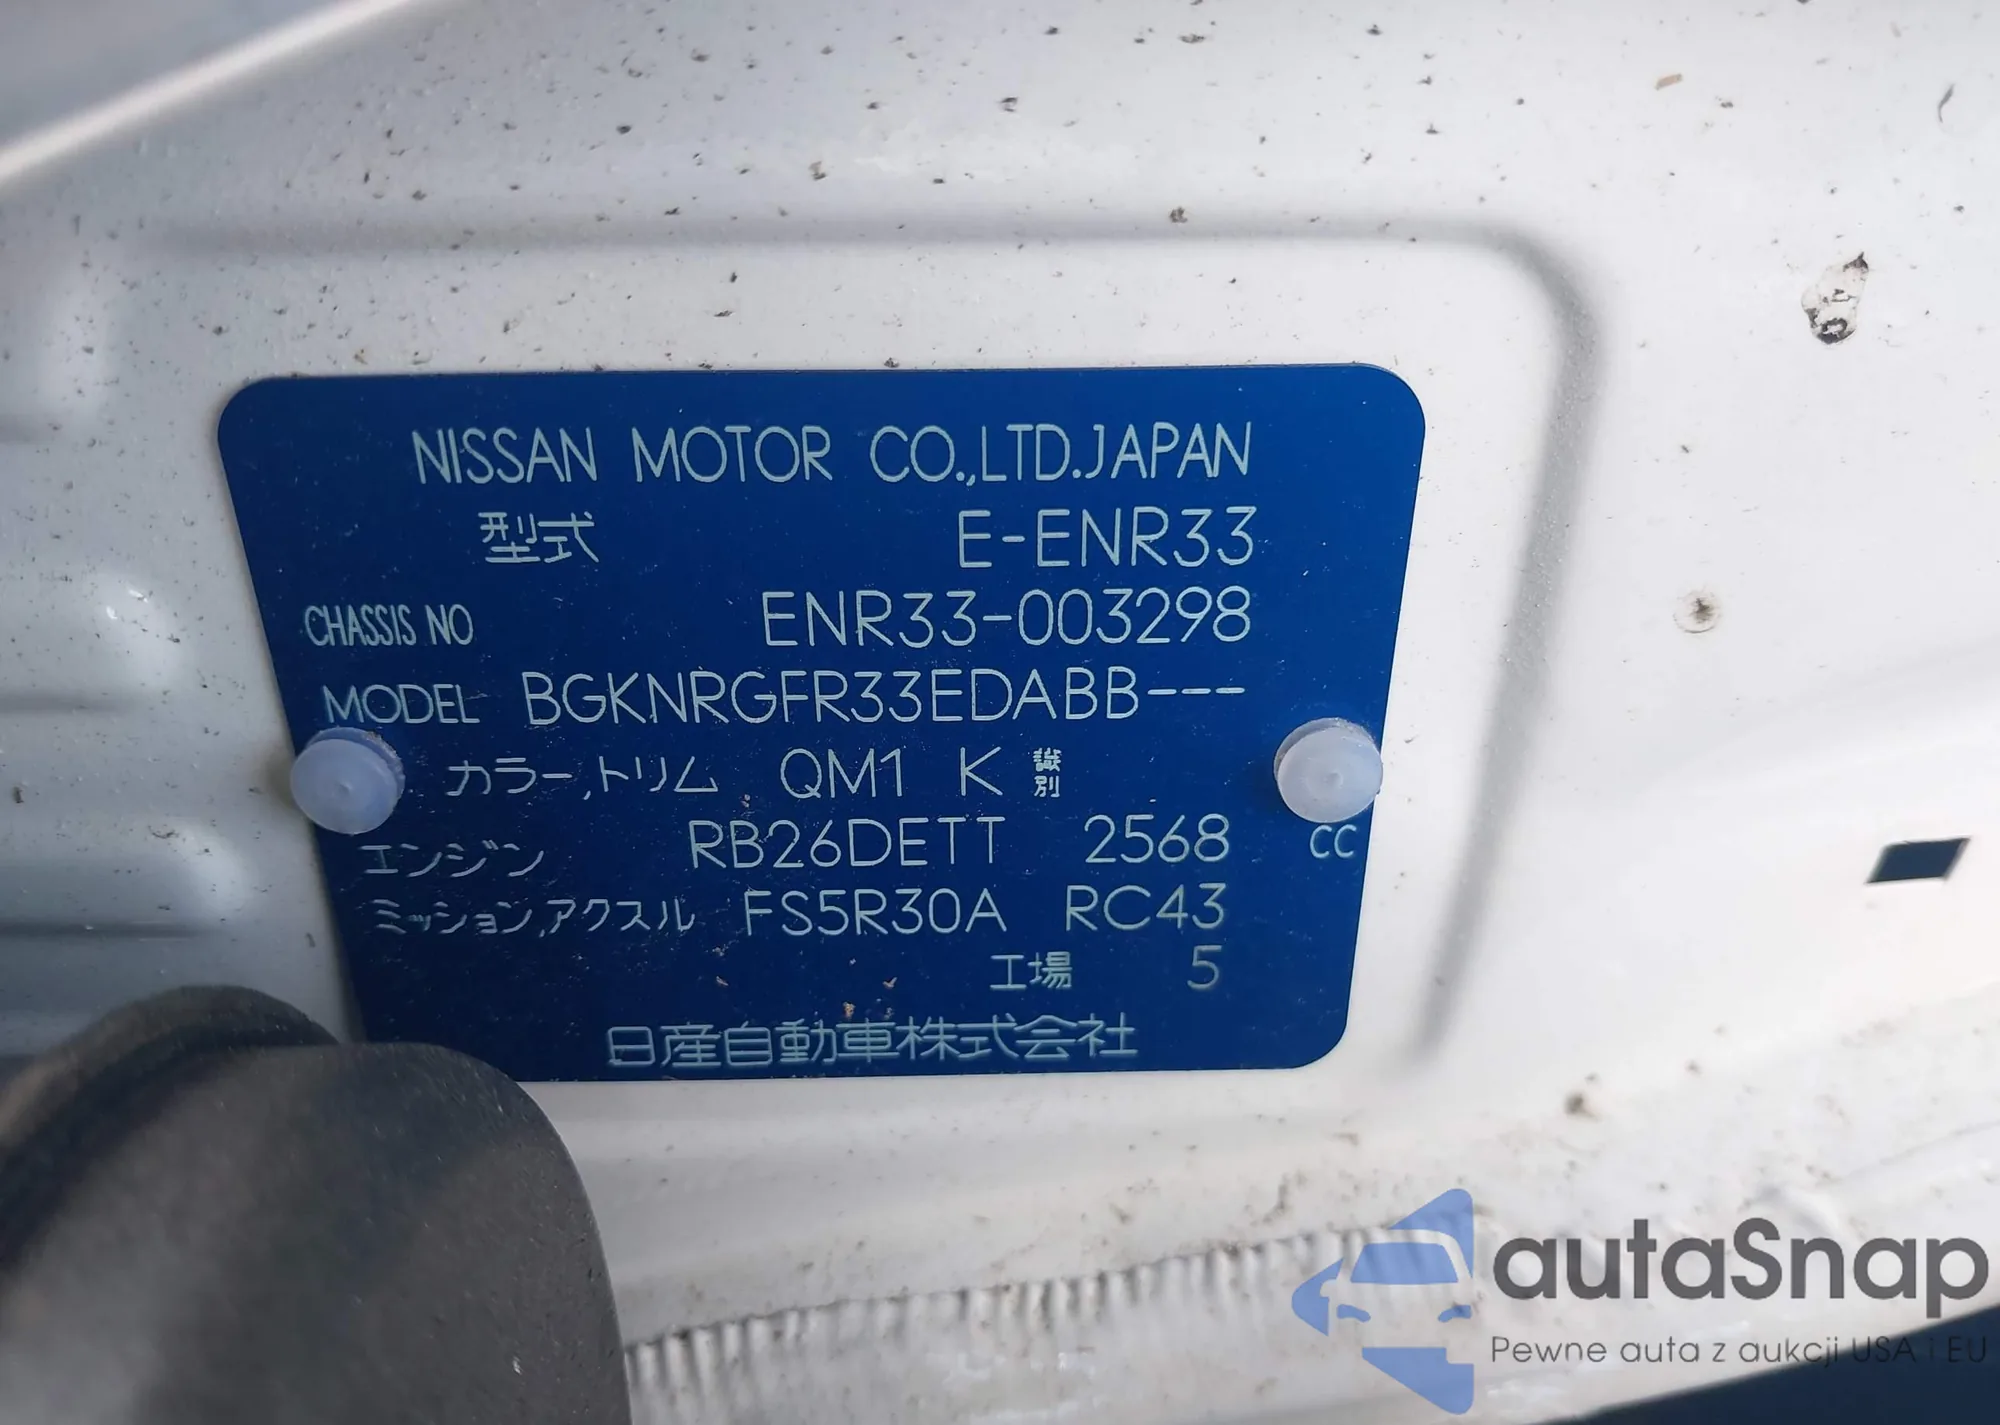 NISSAN MOTOR CO.,LTD.JAPAN
型式 E-ENR33
CHASSIS NO ENR33-003298
MODEL BGKNRGFR33EDABB---
カラー,トリム QM1 K 識別
エンジン RB26DETT 2568 CC
ミッション,アクスル FS5R30A RC43
工場 5
日産自動車株式会社
autaSnap
Pewne auta z aukcji USA i EU